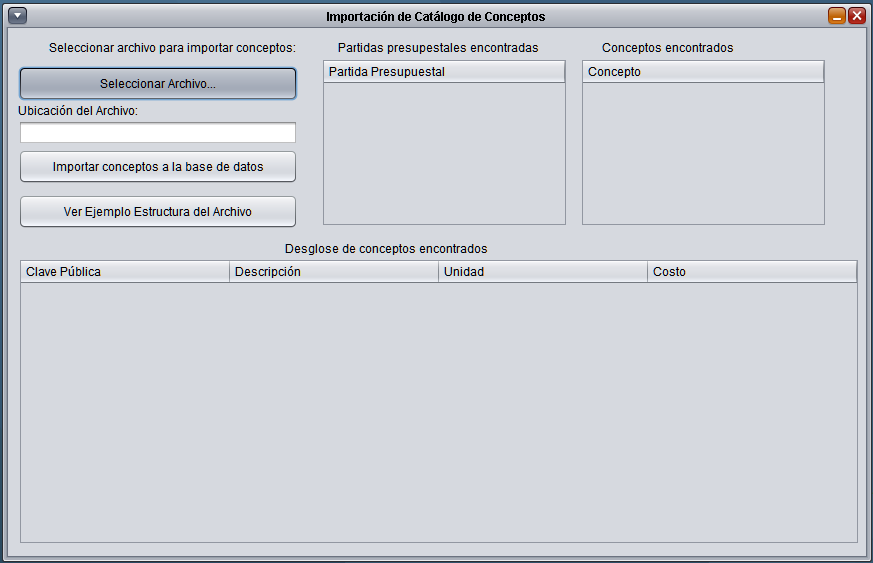 Importación de Catálogo de Conceptos
Seleccionar archivo para importar conceptos:
Seleccionar Archivo...
Ubicación del Archivo:
Importar conceptos a la base de datos
Ver Ejemplo Estructura del Archivo
Partidas presupestales encontradas
Partida Presupuestal
Conceptos encontrados
Concepto
Desglose de conceptos encontrados
Clave Pública Descripción Unidad Costo